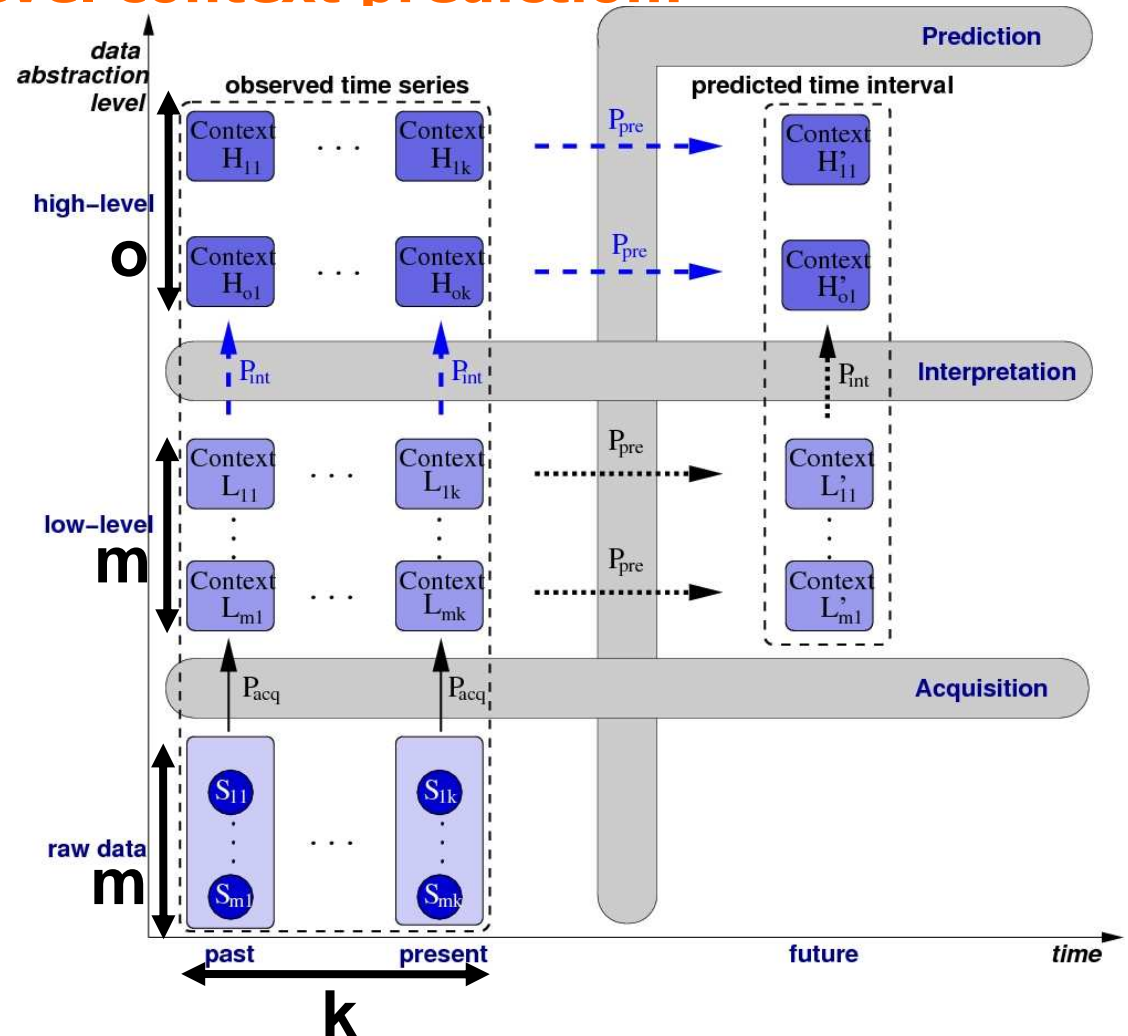 level context prediction.
data
abstraction
level
observed time series
predicted time interval
Prediction
Context
H11
. . .
Context
H1k
Ppre
Context
H'11
high–level
o
Context
Ho1
. . .
Context
Hok
Ppre
Context
H'o1
Pint
Pint
Pint
Interpretation
Context
L11
. . .
Context
L1k
Ppre
Context
L'11
low–level
m
Context
Lm1
. . .
Context
Lmk
Ppre
Context
L'm1
Pacq
Pacq
Acquisition
S11
S1k
. . .
raw data
m
Sm1
Smk
past
present
future
time
k